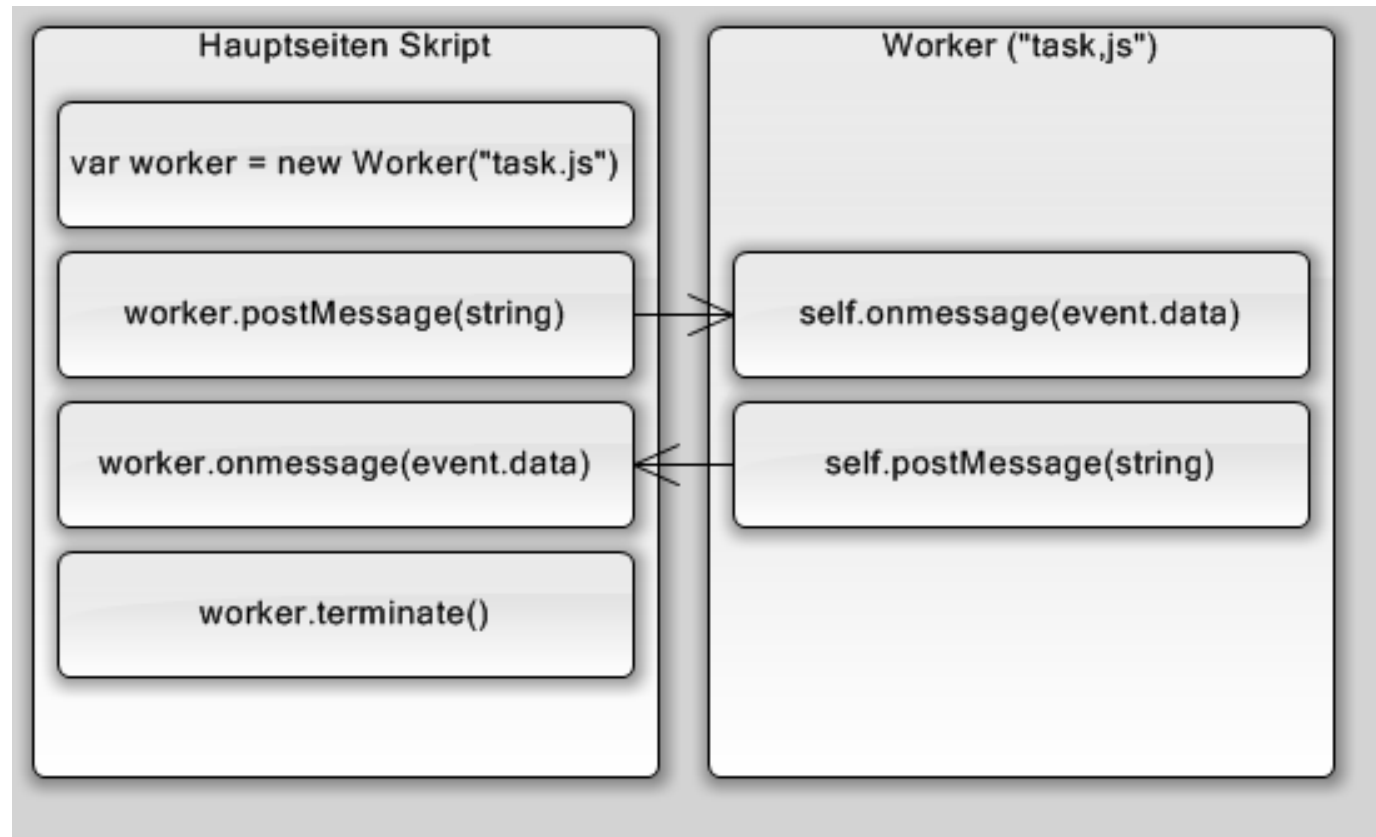 Hauptseiten Skript
var worker = new Worker("task.js")
worker.postMessage(string)
worker.onmessage(event.data)
worker.terminate()
Worker ("task,js")
self.onmessage(event.data)
self.postMessage(string)